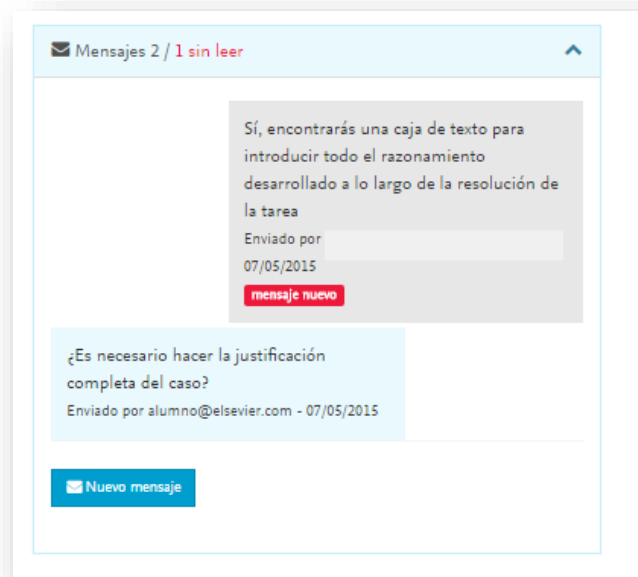 Mensajes 2 / 1 sin leer
Sí, encontrarás una caja de texto para
introducir todo el razonamiento
desarrollado a lo largo de la resolución de
la tarea
Enviado por
07/05/2015
mensaje nuevo
¿Es necesario hacer la justificación
completa del caso?
Enviado por alumno@elsevier.com - 07/05/2015
Nuevo mensaje